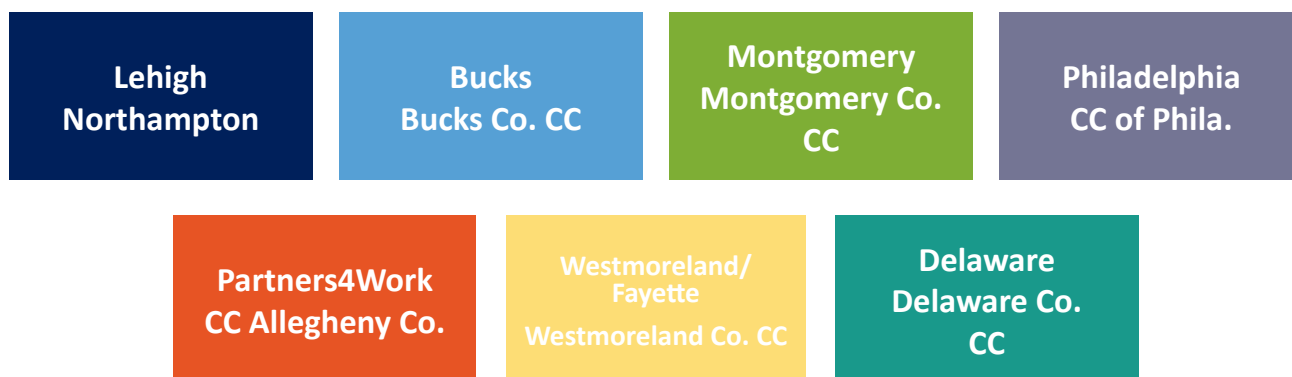 Lehigh
Northampton
Bucks
Bucks Co. CC
Montgomery
Montgomery Co.
CC
Philadelphia
CC of Phila.
Partners4Work
CC Allegheny Co.
Westmoreland/
Fayette
Westmoreland Co. CC
Delaware
Delaware Co.
CC